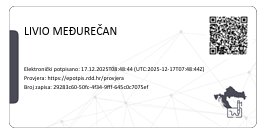 LIVIO MEĐUREČAN
Elektronički potpisano: 17.12.2025T08:48:44 (UTC:2025-12-17T07:48:44Z)
Provjera: https://epotpis.rdd.hr/provjera
Broj zapisa: 29283c60-50fc-4f34-9fff-645c0c7075ef